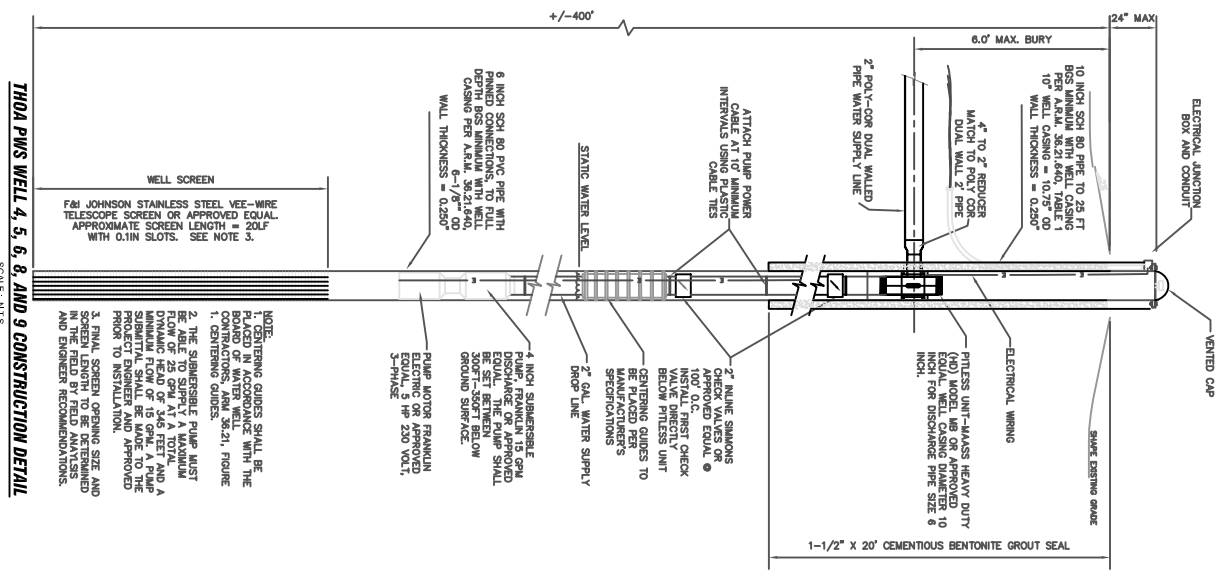 ELECTRICAL JUNCTION
BOX AND CONDUIT
VENTED CAP
24" MAX
SHAPE EXISTING GRADE
10 INCH SCH 80 PIPE TO 25 FT
BGS MINIMUM WITH WELL CASING
PER A.R.M. 36.21.640, TABLE 1
10" WELL CASING = 10.75" OD
WALL THICKNESS = 0.250"
6.0' MAX. BURY
4" TO 2" REDUCER
MATCH TO POLY COR
DUAL WALL 2" PIPE
2" POLY-COR DUAL WALLED
PIPE WATER SUPPLY LINE
ELECTRICAL WIRING
PITLESS UNIT-MAASS HEAVY DUTY
(HD) MODEL MB OR APPROVED
EQUAL. WELL CASING DIAMETER 10
INCH FOR DISCHARGE PIPE SIZE 6
INCH.
1-1/2" X 20' CEMENTIOUS BENTONITE GROUT SEAL
+/-400'
ATTACH PUMP POWER
CABLE AT 10' MINIMUM
INTERVALS USING PLASTIC
CABLE TIES
2" INLINE SIMMONS
CHECK VALVES OR
APPROVED EQUAL @
100' O.C.
INSTALL FIRST CHECK
VALVE DIRECTLY
BELOW PITLESS UNIT
CENTERING GUIDES TO
BE PLACED PER
MANUFACTURER'S
SPECIFICATIONS
STATIC WATER LEVEL
2" GAL. WATER SUPPLY
DROP LINE
6 INCH SCH 80 PVC PIPE WITH
PINNED CONNECTIONS, TO FULL
DEPTH BGS MINIMUM WITH WELL
CASING PER A.R.M. 36.21.640,
6-1/8" OD
WALL THICKNESS = 0.250"
4 INCH SUBMERSIBLE
PUMP, FRANKLIN 15 GPM
DISCHARGE OR APPROVED
EQUAL. THE PUMP SHALL
BE SET BETWEEN
300FT-350FT BELOW
GROUND SURFACE.
PUMP MOTOR FRANKLIN
ELECTRIC OR APPROVED
EQUAL, 5 HP 230 VOLT,
3-PHASE
WELL SCREEN
F&I JOHNSON STAINLESS STEEL VEE-WIRE
TELESCOPE SCREEN OR APPROVED EQUAL.
APPROXIMATE SCREEN LENGTH = 20LF
WITH 0.1IN SLOTS. SEE NOTE 3.
NOTE:
1. CENTERING GUIDES SHALL BE
PLACED IN ACCORDANCE WITH THE
BOARD OF WATER WELL
CONTRACTORS, ARM 36.21, FIGURE
1. CENTERING GUIDES.
2. THE SUBMERSIBLE PUMP MUST
BE ABLE TO SUPPLY A MAXIMUM
FLOW OF 25 GPM AT A TOTAL
DYNAMIC HEAD OF 345 FEET AND A
MINIMUM FLOW OF 15 GPM. A PUMP
SUBMITTAL SHALL BE MADE TO THE
PROJECT ENGINEER AND APPROVED
PRIOR TO INSTALLATION.
3. FINAL SCREEN OPENING SIZE AND
SCREEN LENGTH TO BE DETERMINED
IN THE FIELD BY FIELD ANAYLSIS
AND ENGINEER RECOMMENDATIONS.
THOA PWS WELL 4, 5, 6, 8, AND 9 CONSTRUCTION DETAIL
SCALE: NTS